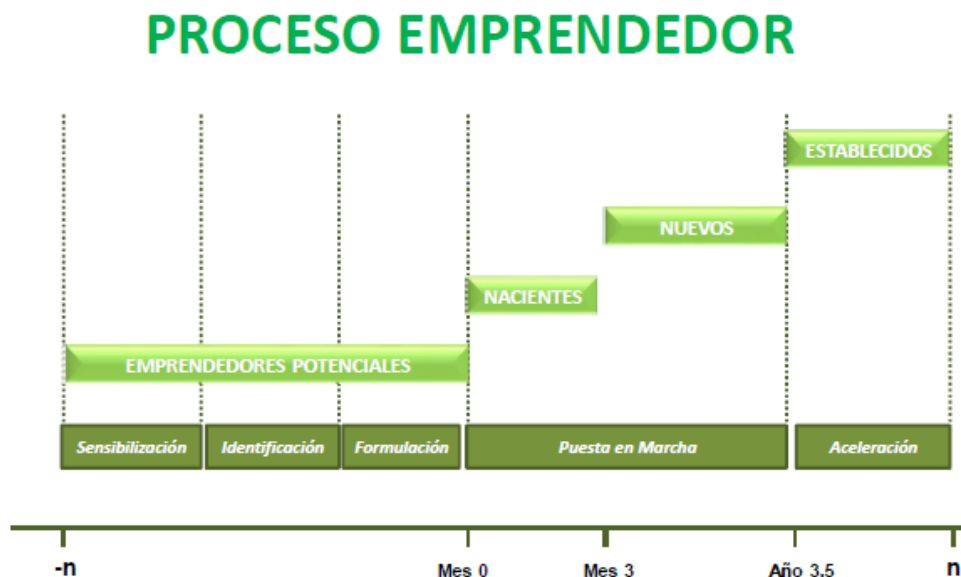 PROCESO EMPRENDEDOR
ESTABLECIDOS
NUEVOS
NACIENTES
EMPRENDEDORES POTENCIALES
Sensibilización Identificación Formulación Puesta en Marcha Aceleración
-n Mes 0 Mes 3 Año 3.5 n